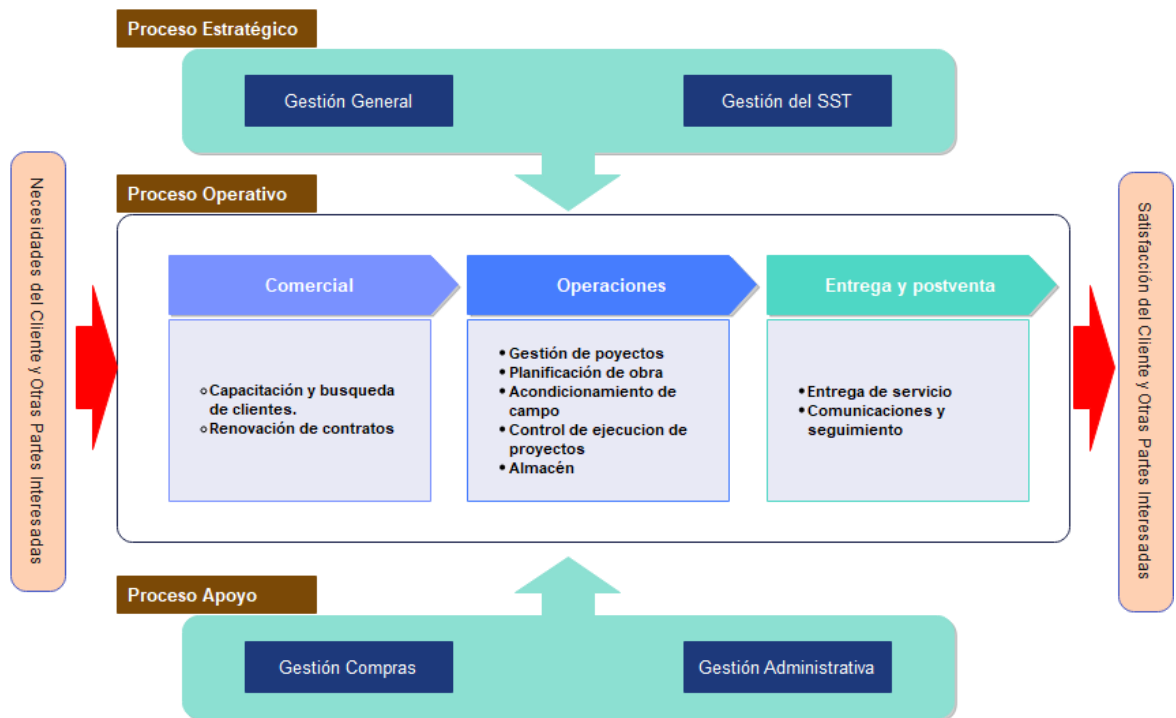 Proceso Estratégico
Gestión General
Gestión del SST
Necesidades del Cliente y Otras Partes Interesadas
Proceso Operativo
Comercial
Capacitación y busqueda
de clientes.
Renovación de contratos
Operaciones
Gestión de poyectos
Planificación de obra
Acondicionamiento de
campo
Control de ejecucion de
proyectos
Almacén
Entrega y postventa
Entrega de servicio
Comunicaciones y
seguimiento
Satisfacción del Cliente y Otras Partes Interesadas
Proceso Apoyo
Gestión Compras
Gestión Administrativa